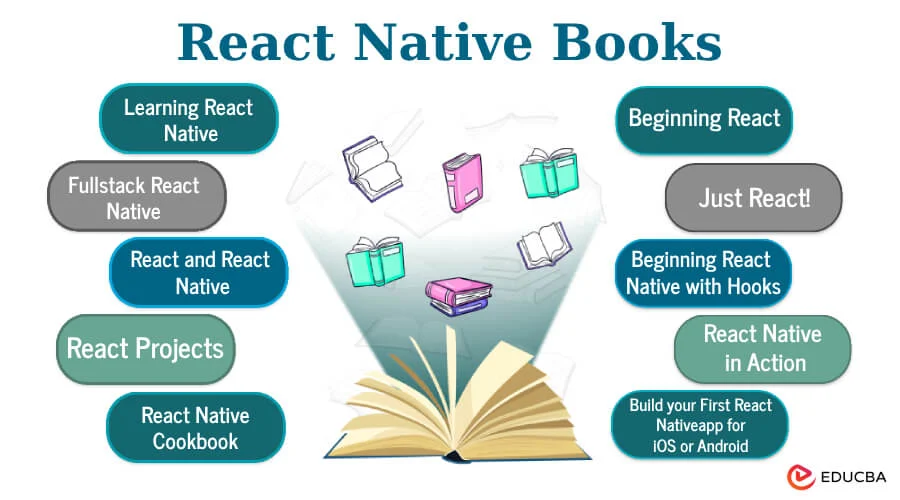 React Native Books
Learning React
Native
Fullstack React
Native
React and React
Native
React Projects
React Native
Cookbook
Beginning React
Just React!
Beginning React
Native with Hooks
React Native
in Action
Build your First React
Nativeapp for
iOS or Android
EDUCBA